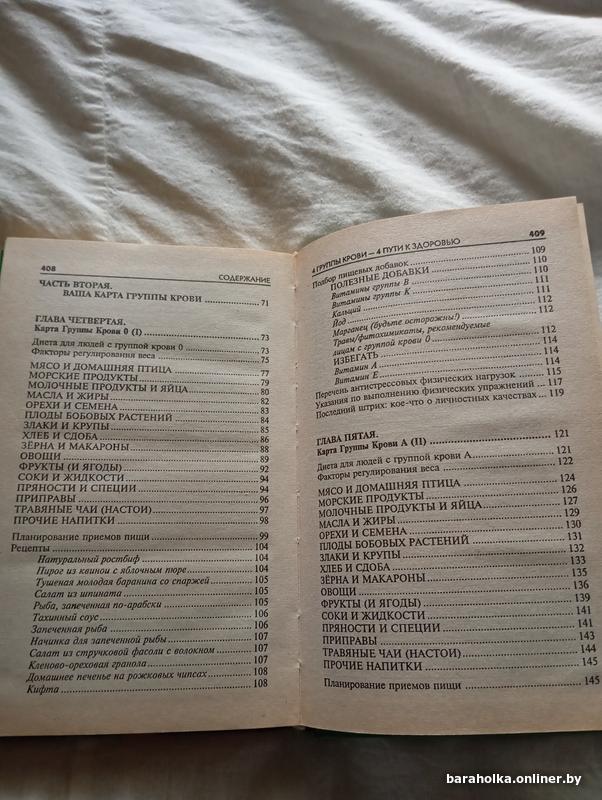 408 СОДЕРЖАНИЕ
ЧАСТЬ ВТОРАЯ.
ВАША КАРТА ГРУППЫ КРОВИ ........ 71
ГЛАВА ЧЕТВЕРТАЯ.
Карта Группы Крови 0 (I) ........ 73
Диета для людей с группой крови 0 ........ 73
Факторы регулирования веса ........ 75
МЯСО И ДОМАШНЯЯ ПТИЦА ........ 77
МОРСКИЕ ПРОДУКТЫ ........ 79
МОЛОЧНЫЕ ПРОДУКТЫ И ЯЙЦА ........ 80
МАСЛА И ЖИРЫ ........ 82
ОРЕХИ И СЕМЕНА ........ 83
ПЛОДЫ БОБОВЫХ РАСТЕНИЙ ........ 84
ЗЛАКИ И КРУПЫ ........ 85
ХЛЕБ И СДОБА ........ 86
ЗЁРНА И МАКАРОНЫ ........ 88
ОВОЩИ ........ 89
ФРУКТЫ (И ЯГОДЫ) ........ 92
СОКИ И ЖИДКОСТИ ........ 94
ПРЯНОСТИ И СПЕЦИИ ........ 94
ПРИПРАВЫ ........ 96
ТРАВЯНЫЕ ЧАИ (НАСТОИ) ........ 97
ПРОЧИЕ НАПИТКИ ........ 98
Планирование приемов пищи ........ 99
Рецепты ........ 104
Натуральный ростбиф ........ 104
Пирог из квинои с яблочным пюре ........ 104
Тушеная молодая баранина со спаржей ........ 105
Салат из шпината ........ 105
Рыба, запеченная по-арабски ........ 105
Тахинный соус ........ 106
Запеченная рыба ........ 106
Начинка для запеченной рыбы ........ 107
Салат из стручковой фасоли с волокном ........ 107
Кленово-ореховая гранола ........ 107
Домашнее печенье на рожковых чипсах ........ 108
Кифта ........ 108
4 ГРУППЫ КРОВИ — 4 ПУТИ К ЗДОРОВЬЮ 409
Подбор пищевых добавок ........ 109
ПОЛЕЗНЫЕ ДОБАВКИ ........ 110
Витамины группы В ........ 110
Витамины группы К ........ 110
Кальций ........ 111
Йод ........ 112
Марганец (будьте осторожны!) ........ 112
Травы/фитохимикаты, рекомендуемые
лицам с группой крови 0 ........ 112
ИЗБЕГАТЬ ........ 114
Витамин А ........ 114
Витамин Е ........ 114
Перечень антистрессовых физических нагрузок ........ 115
Указания по выполнению физических упражнений ........ 117
Последний штрих: кое-что о личностных качествах ........ 119
ГЛАВА ПЯТАЯ.
Карта Группы Крови А (II) ........ 121
Диета для людей с группой крови А ........ 121
Факторы регулирования веса ........ 122
МЯСО И ДОМАШНЯЯ ПТИЦА ........ 124
МОРСКИЕ ПРОДУКТЫ ........ 126
МОЛОЧНЫЕ ПРОДУКТЫ И ЯЙЦА ........ 127
МАСЛА И ЖИРЫ ........ 129
ОРЕХИ И СЕМЕНА ........ 130
ПЛОДЫ БОБОВЫХ РАСТЕНИЙ ........ 131
ЗЛАКИ И КРУПЫ ........ 132
ХЛЕБ И СДОБА ........ 133
ЗЁРНА И МАКАРОНЫ ........ 135
ОВОЩИ ........ 136
ФРУКТЫ (И ЯГОДЫ) ........ 139
СОКИ И ЖИДКОСТИ ........ 141
ПРЯНОСТИ И СПЕЦИИ ........ 141
ПРИПРАВЫ ........ 143
ТРАВЯНЫЕ ЧАИ (НАСТОИ) ........ 144
ПРОЧИЕ НАПИТКИ ........ 145
Планирование приемов пищи ........ 145
baraholka.onliner.by